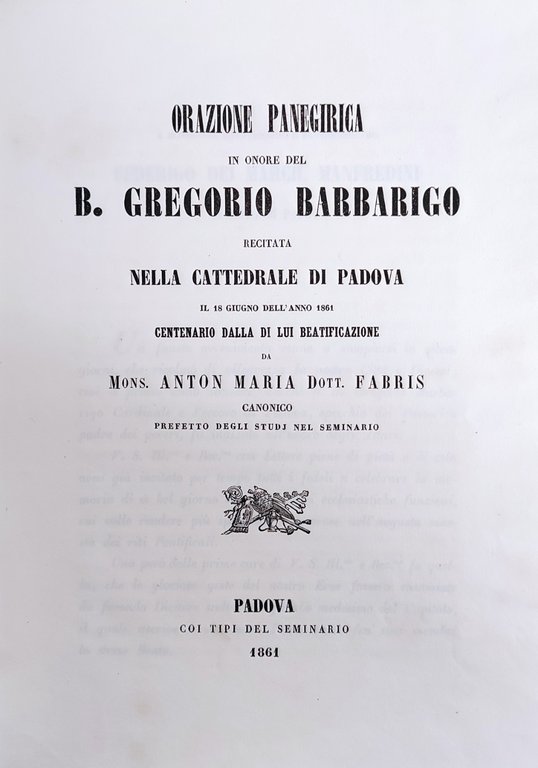 ORAZIONE PANEGIRICA
IN ONORE DEL
B. GREGORIO BARBARIGO
RECITATA
NELLA CATTEDRALE DI PADOVA
IL 18 GIUGNO DELL'ANNO 1861
CENTENARIO DALLA DI LUI BEATIFICAZIONE
DA
MONS. ANTON MARIA DOTT. FABRIS
CANONICO
PREFETTO DEGLI STUDJ NEL SEMINARIO
PADOVA
COI TIPI DEL SEMINARIO
1861